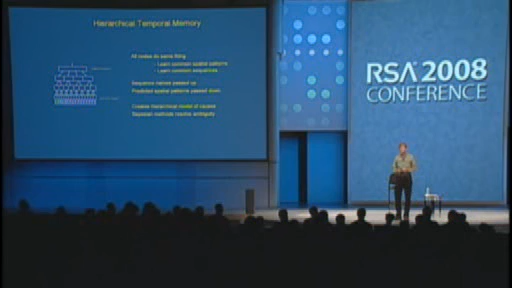 Hierarchical Temporal Memory
All nodes do same thing
- Learn common spatial patterns
- Learn common sequences
Sequence names passed up
Predicted spatial patterns passed down
Creates hierarchical model of causes
Bayesian methods resolve ambiguity
RSA 2008
CONFERENCE